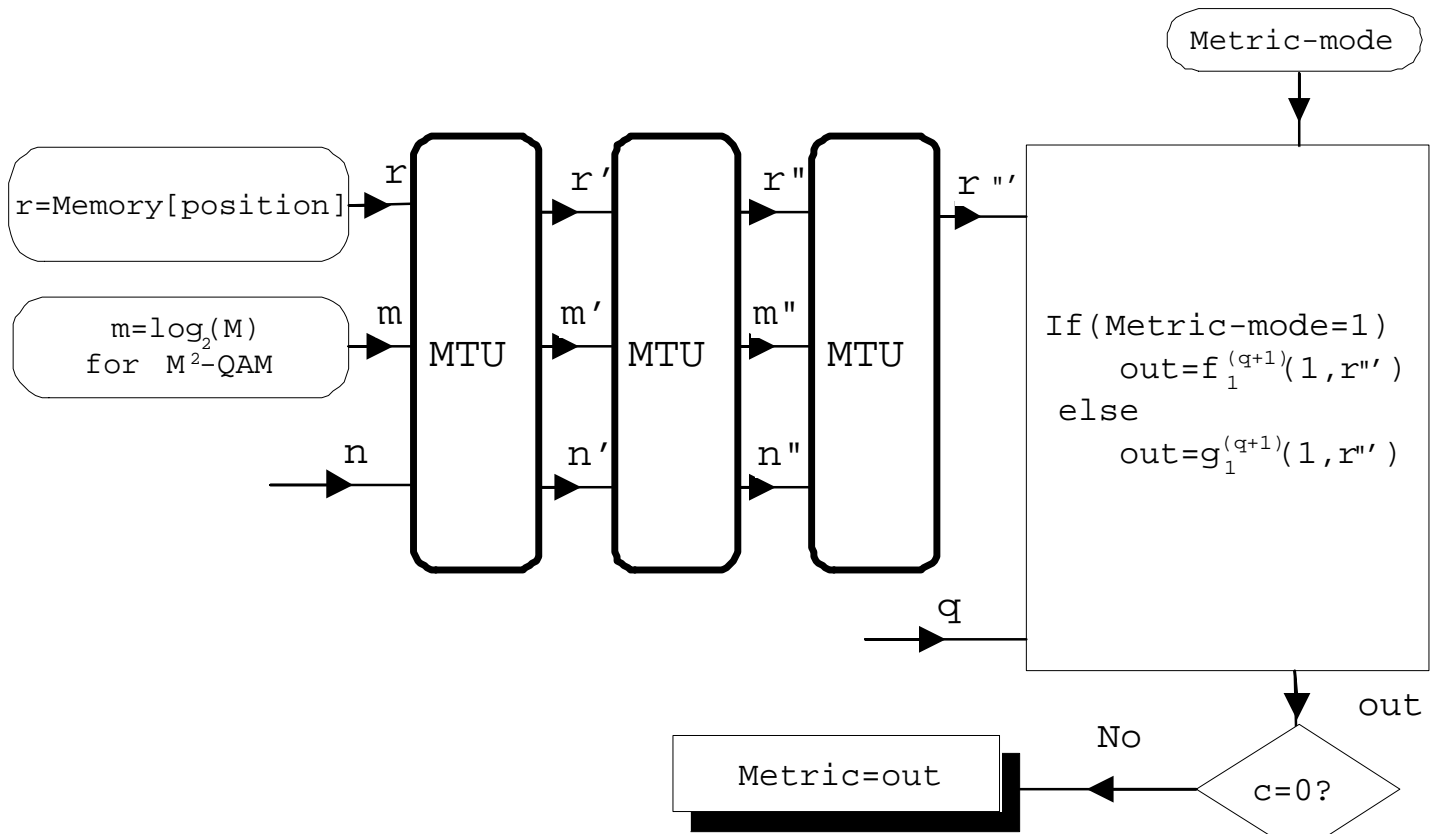 Metric-mode
r=Memory[position]
r
r'
r"
r"'
m=log₂(M)
for M²-QAM
m
m'
m"
MTU
MTU
MTU
n
n'
n"
If(Metric-mode=1)
out=f₁⁽q+1⁾(1,r"')
else
out=g₁⁽q+1⁾(1,r"')
q
out
No
Metric=out
c=0?